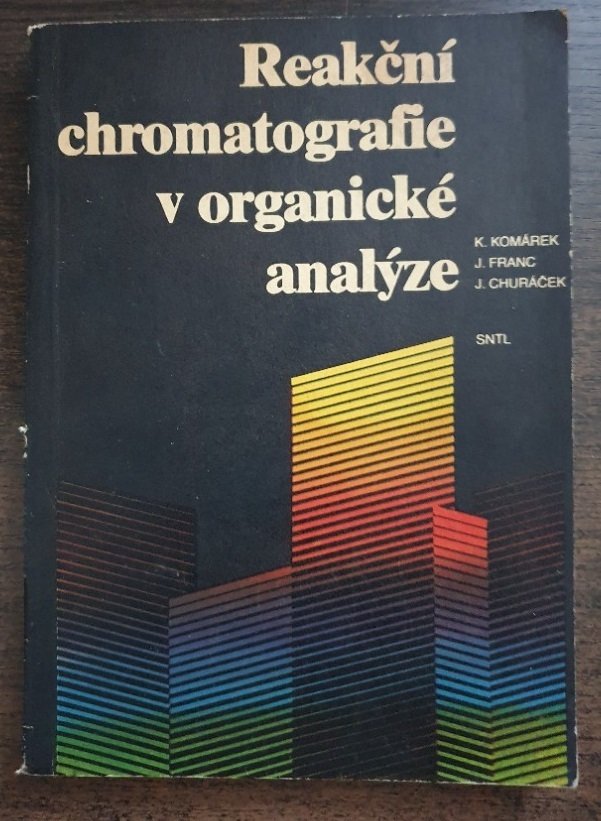 Reakční
chromatografie
v organické
analýze
K. KOMÁREK
J. FRANC
J. CHURÁČEK
SNTL